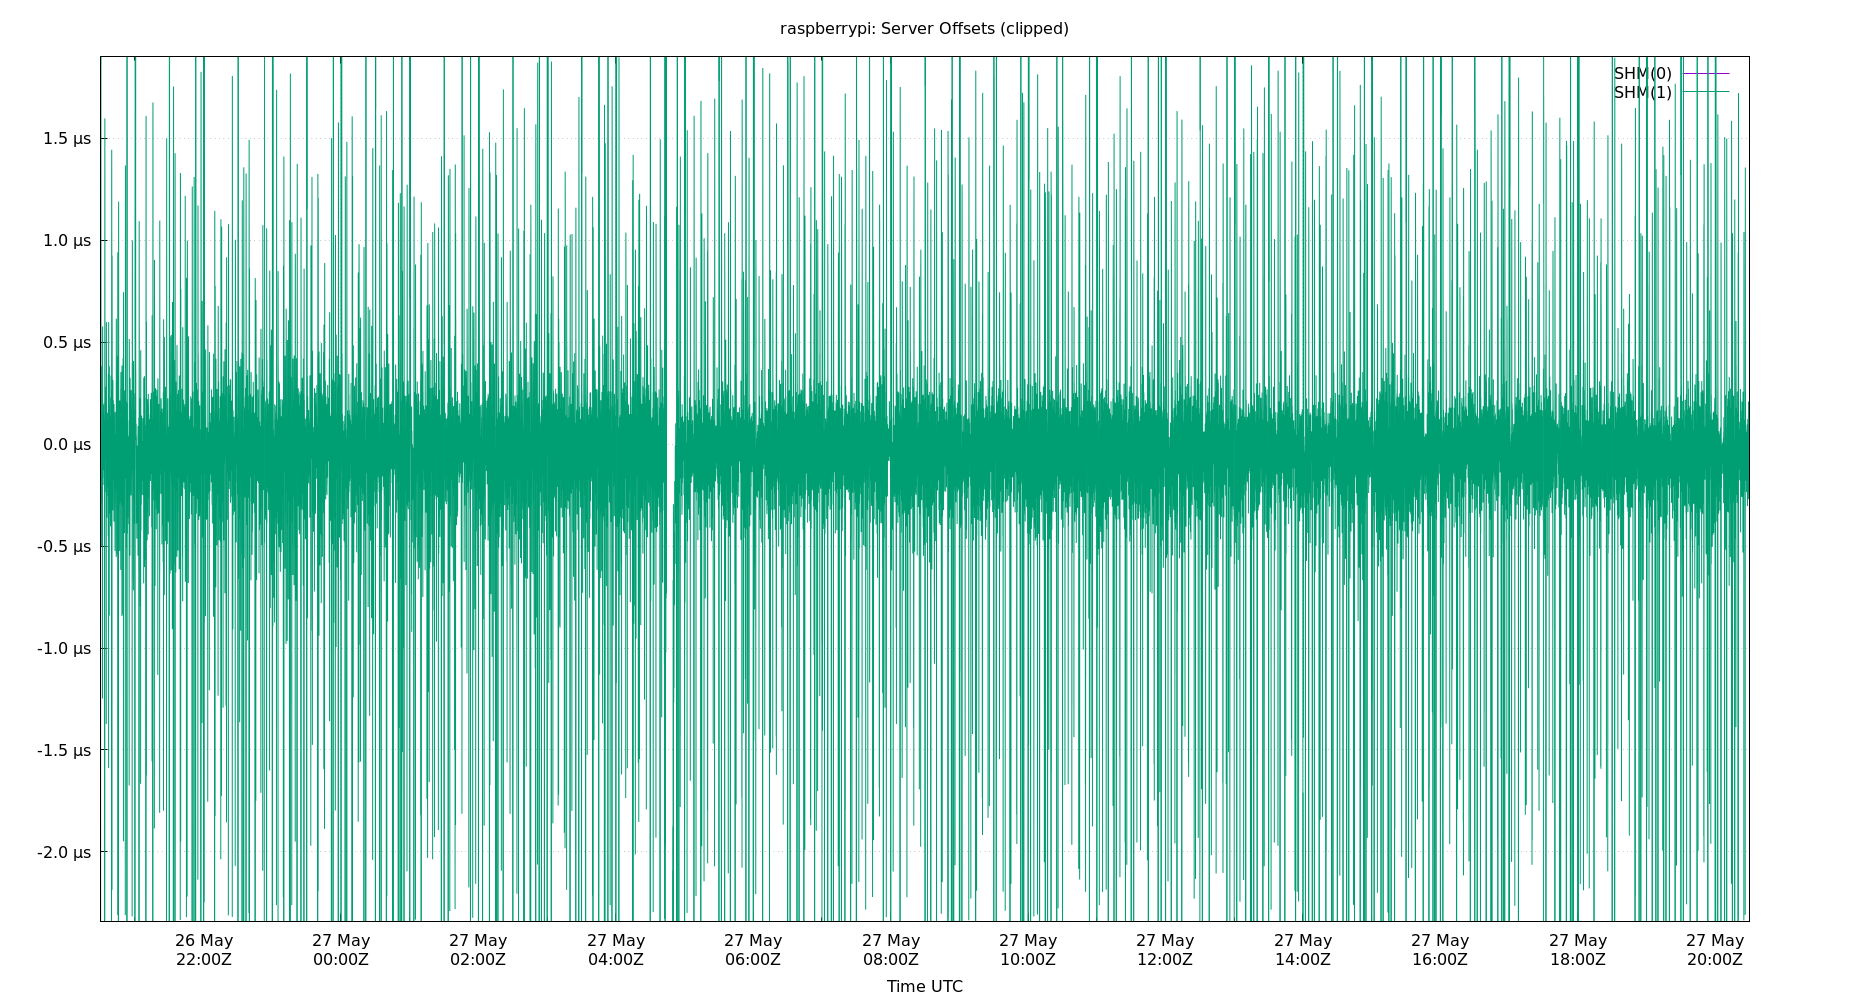 raspberrypi: Server Offsets (clipped)
SHM(0)
SHM(1)
1.5 µs
1.0 µs
0.5 µs
0.0 µs
-0.5 µs
-1.0 µs
-1.5 µs
-2.0 µs
26 May 27 May 27 May 27 May 27 May 27 May 27 May 27 May 27 May 27 May 27 May 27 May
22:00Z 00:00Z 02:00Z 04:00Z 06:00Z 08:00Z 10:00Z 12:00Z 14:00Z 16:00Z 18:00Z 20:00Z
Time UTC